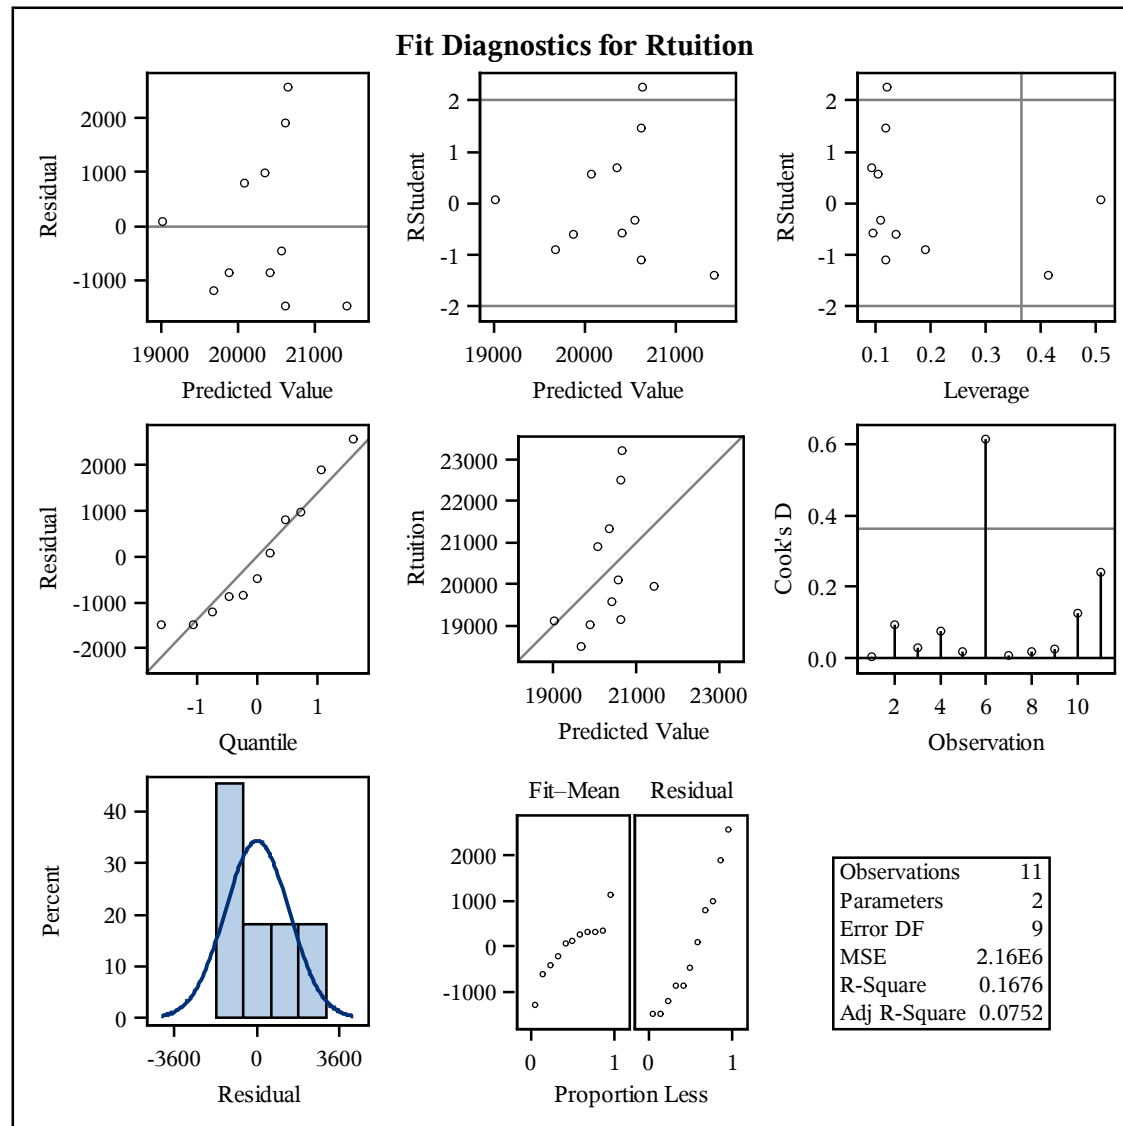 Fit Diagnostics for Rtuition
Residual
2000
1000
0
-1000
19000 20000 21000
Predicted Value
RStudent
2
1
0
-1
-2
19000 20000 21000
Predicted Value
RStudent
2
1
0
-1
-2
0.1 0.2 0.3 0.4 0.5
Leverage
Residual
2000
1000
0
-1000
-2000
-1 0 1
Quantile
Rtuition
23000
22000
21000
20000
19000
19000 21000 23000
Predicted Value
Cook's D
0.6
0.4
0.2
0.0
2 4 6 8 10
Observation
Percent
40
30
20
10
0
-3600 0 3600
Residual
Fit–Mean Residual
2000
1000
0
-1000
0 1 0 1
Proportion Less
Observations 11
Parameters 2
Error DF 9
MSE 2.16E6
R-Square 0.1676
Adj R-Square 0.0752